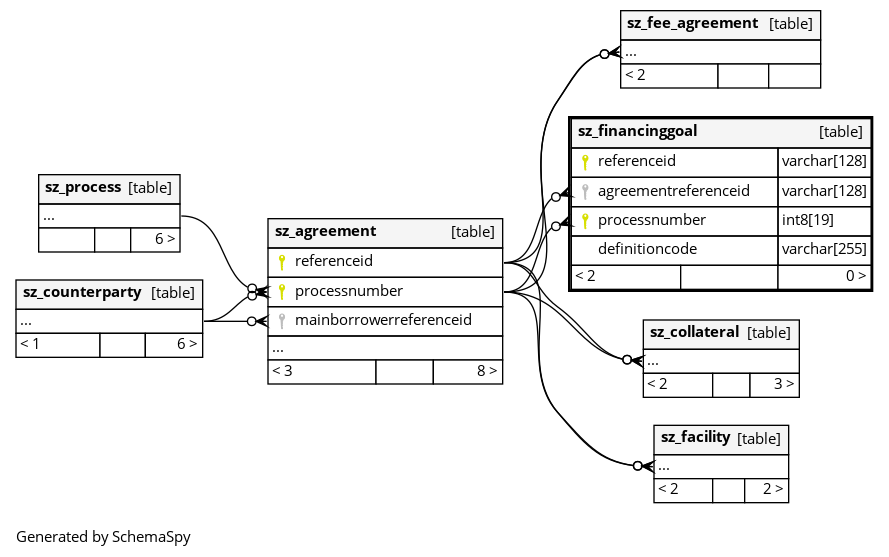 sz_fee_agreement [table]
...
< 2
sz_financinggoal [table]
referenceid varchar[128]
agreementreferenceid varchar[128]
processnumber int8[19]
definitioncode varchar[255]
< 2 0 >
sz_process [table]
...
6 >
sz_counterparty [table]
...
< 1 6 >
sz_agreement [table]
referenceid
processnumber
mainborrowerreferenceid
...
< 3 8 >
sz_collateral [table]
...
< 2 3 >
sz_facility [table]
...
< 2 2 >
Generated by SchemaSpy